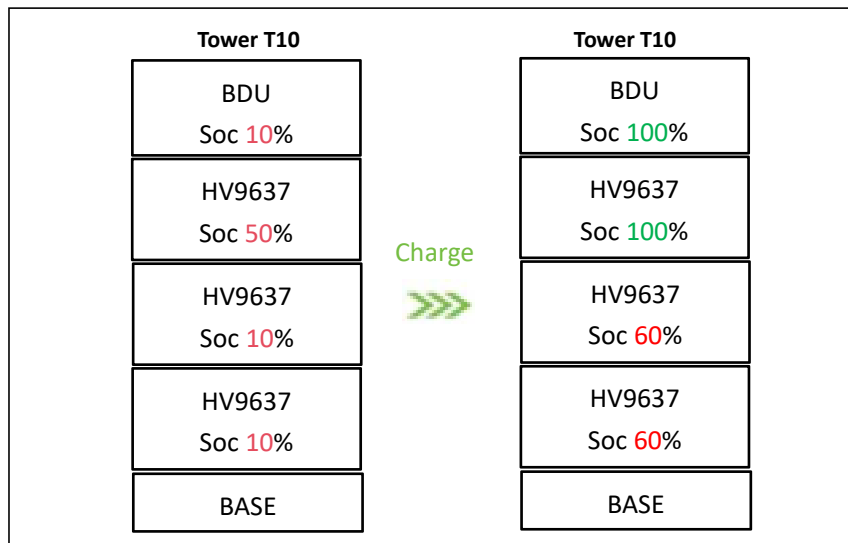 Tower T10
BDU
Soc 10%
HV9637
Soc 50%
HV9637
Soc 10%
HV9637
Soc 10%
BASE
Charge
Tower T10
BDU
Soc 100%
HV9637
Soc 100%
HV9637
Soc 60%
HV9637
Soc 60%
BASE